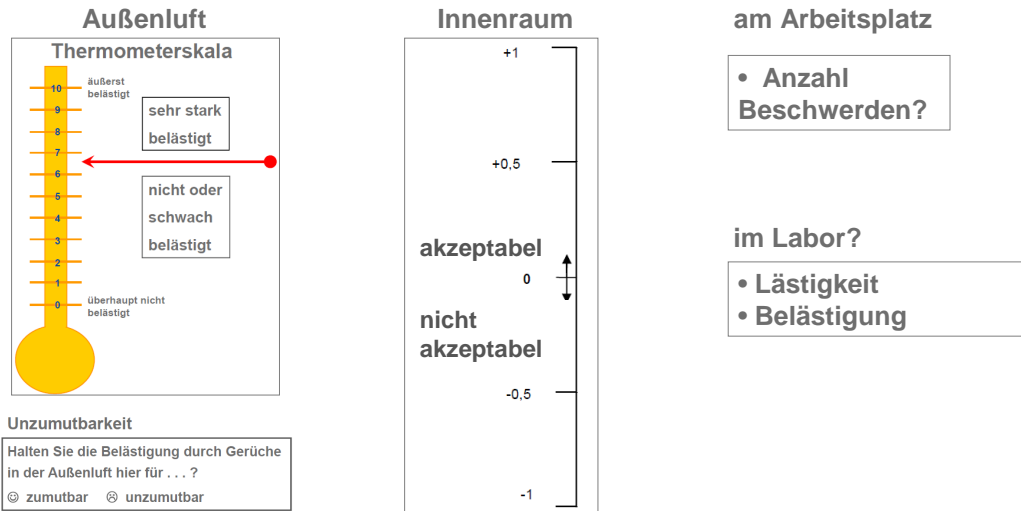 Außenluft
Thermometerskala
10
äußerst
belästigt
9
8
7
6
5
4
3
2
1
0
überhaupt nicht
belästigt
sehr stark
belästigt
nicht oder
schwach
belästigt
Unzumutbarkeit
Halten Sie die Belästigung durch Gerüche
in der Außenluft hier für . . . ?
☺ zumutbar ☹ unzumutbar
Innenraum
+1
+0,5
akzeptabel
0
nicht
akzeptabel
-0,5
-1
am Arbeitsplatz
• Anzahl
Beschwerden?
im Labor?
• Lästigkeit
• Belästigung